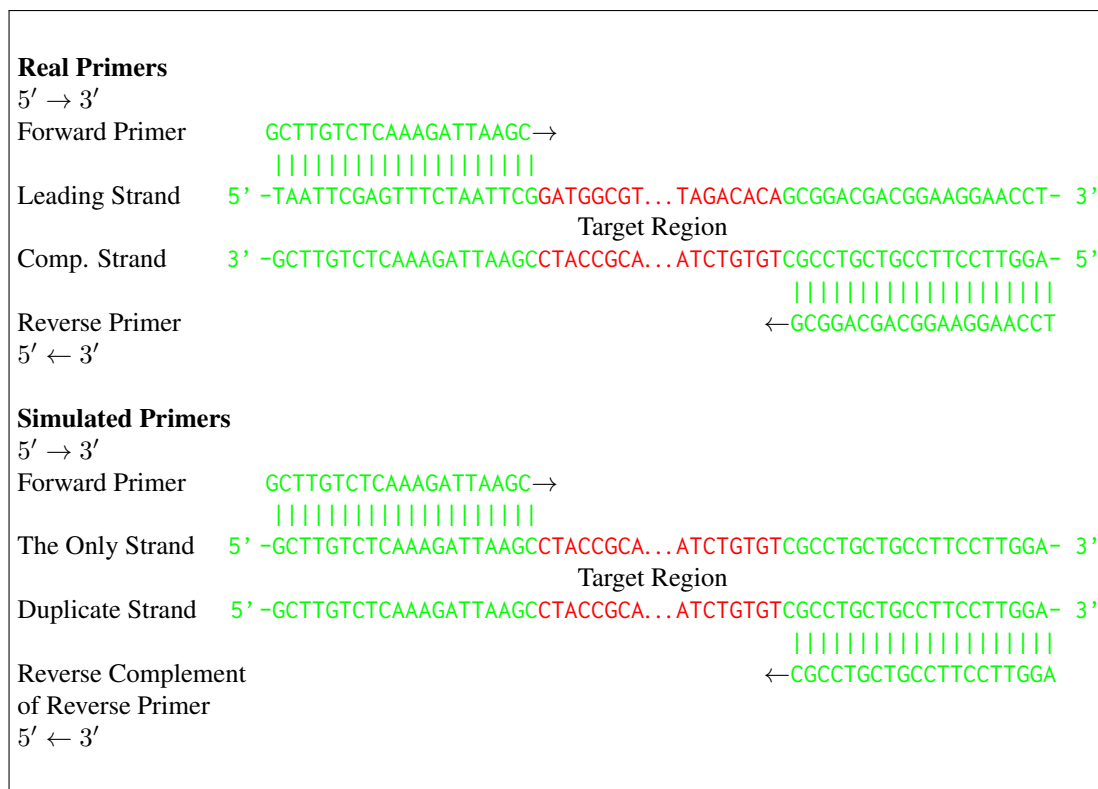 Real Primers
5′ → 3′
Forward Primer GCTTGTCTCAAAGATTAAGC→
||||||||||||||||||||
Leading Strand 5’-TAATTCGAGTTTCTAATTCGGATGGCGT...TAGACACAGCGGACGACGGAAGGAACCT- 3’
Target Region
Comp. Strand 3’-GCTTGTCTCAAAGATTAAGCCTACCGCA...ATCTGTGTCGCCTGCTGCCTTCCTTGGA- 5’
||||||||||||||||||||
Reverse Primer ←GCGGACGACGGAAGGAACCT
5′ ← 3′
Simulated Primers
5′ → 3′
Forward Primer GCTTGTCTCAAAGATTAAGC→
||||||||||||||||||||
The Only Strand 5’-GCTTGTCTCAAAGATTAAGCCTACCGCA...ATCTGTGTCGCCTGCTGCCTTCCTTGGA- 3’
Target Region
Duplicate Strand 5’-GCTTGTCTCAAAGATTAAGCCTACCGCA...ATCTGTGTCGCCTGCTGCCTTCCTTGGA- 3’
||||||||||||||||||||
Reverse Complement ←CGCCTGCTGCCTTCCTTGGA
of Reverse Primer
5′ ← 3′